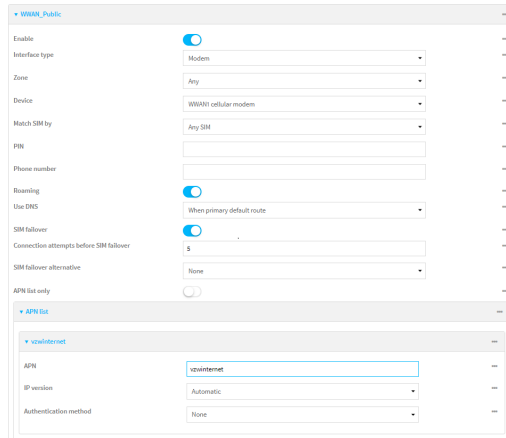 WWAN_Public
Enable
Interface type Modem
Zone Any
Device WWAN1 cellular modem
Match SIM by Any SIM
PIN
Phone number
Roaming
Use DNS When primary default route
SIM failover
Connection attempts before SIM failover 5
SIM failover alternative None
APN list only
APN list
vzwinternet
APN vzwinternet
IP version Automatic
Authentication method None